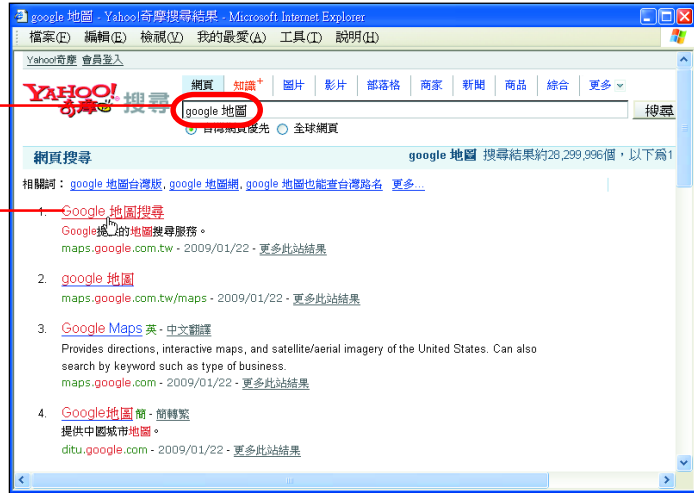 google 地圖 - Yahoo!奇摩搜尋結果 - Microsoft Internet Explorer
檔案(F) 編輯(E) 檢視(V) 我的最愛(A) 工具(T) 說明(H)
Yahoo!奇摩 會員登入
YAHOO! 奇摩 搜尋
網頁 知識+ 圖片 影片 部落格 商家 新聞 商品 綜合 更多
google 地圖 搜尋
台灣網頁優先 全球網頁
網頁搜尋 google 地圖 搜尋結果約28,299,996個，以下為1
相關詞： google 地圖台灣版, google 地圖網, google 地圖也能查台灣路名 更多...
1. Google 地圖搜尋
Google提供的地圖搜尋服務。
maps.google.com.tw - 2009/01/22 - 更多此站結果
2. google 地圖
maps.google.com.tw/maps - 2009/01/22 - 更多此站結果
3. Google Maps 英 - 中文翻譯
Provides directions, interactive maps, and satellite/aerial imagery of the United States. Can also
search by keyword such as type of business.
maps.google.com - 2009/01/22 - 更多此站結果
4. Google地圖 簡 - 簡轉繁
提供中國城市地圖。
ditu.google.com - 2009/01/22 - 更多此站結果